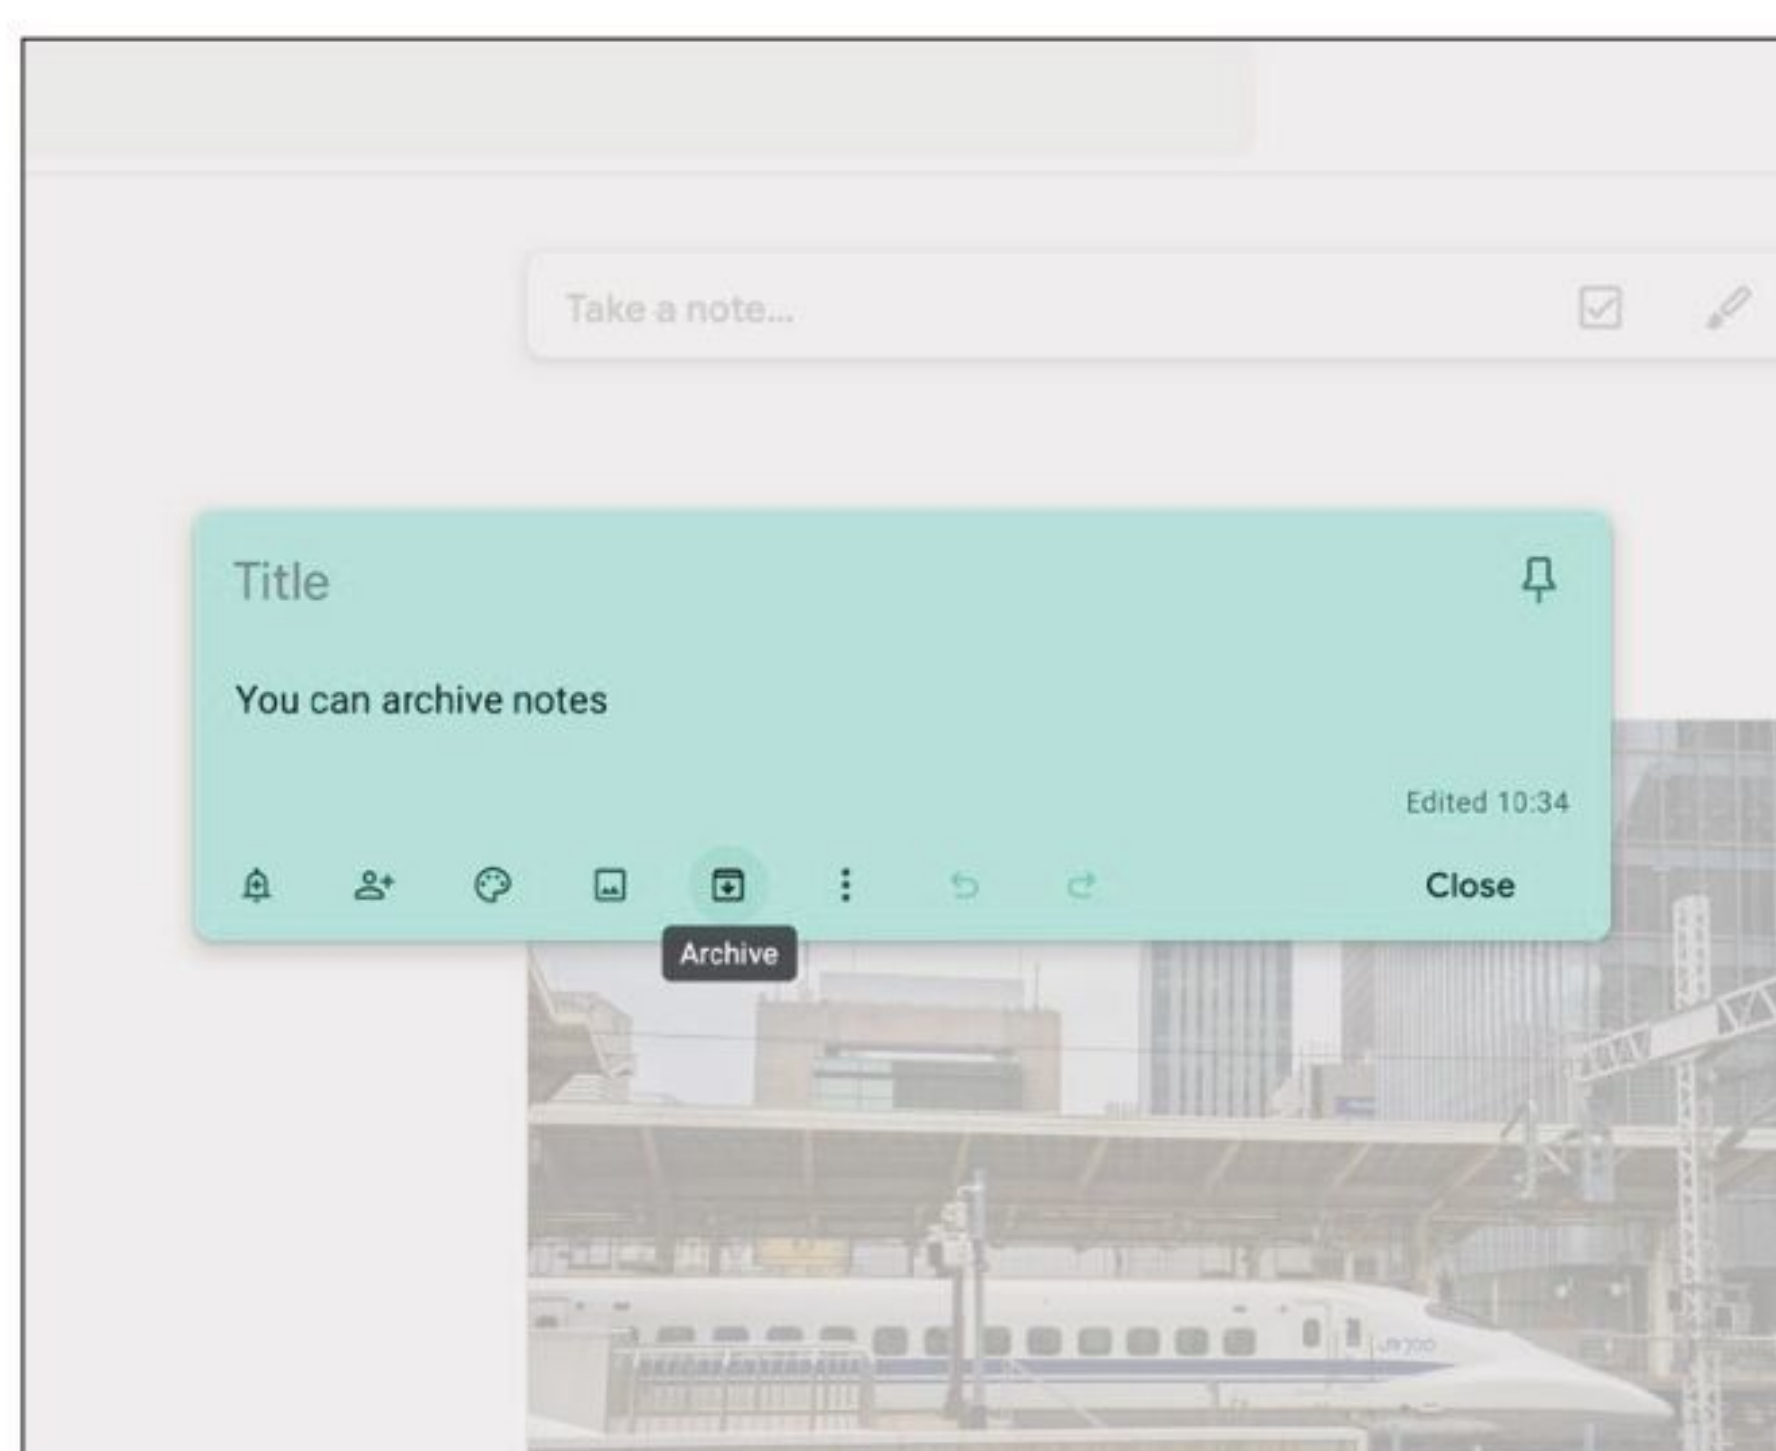 Take a note...
Title
You can archive notes
Edited 10:34
Close
Archive